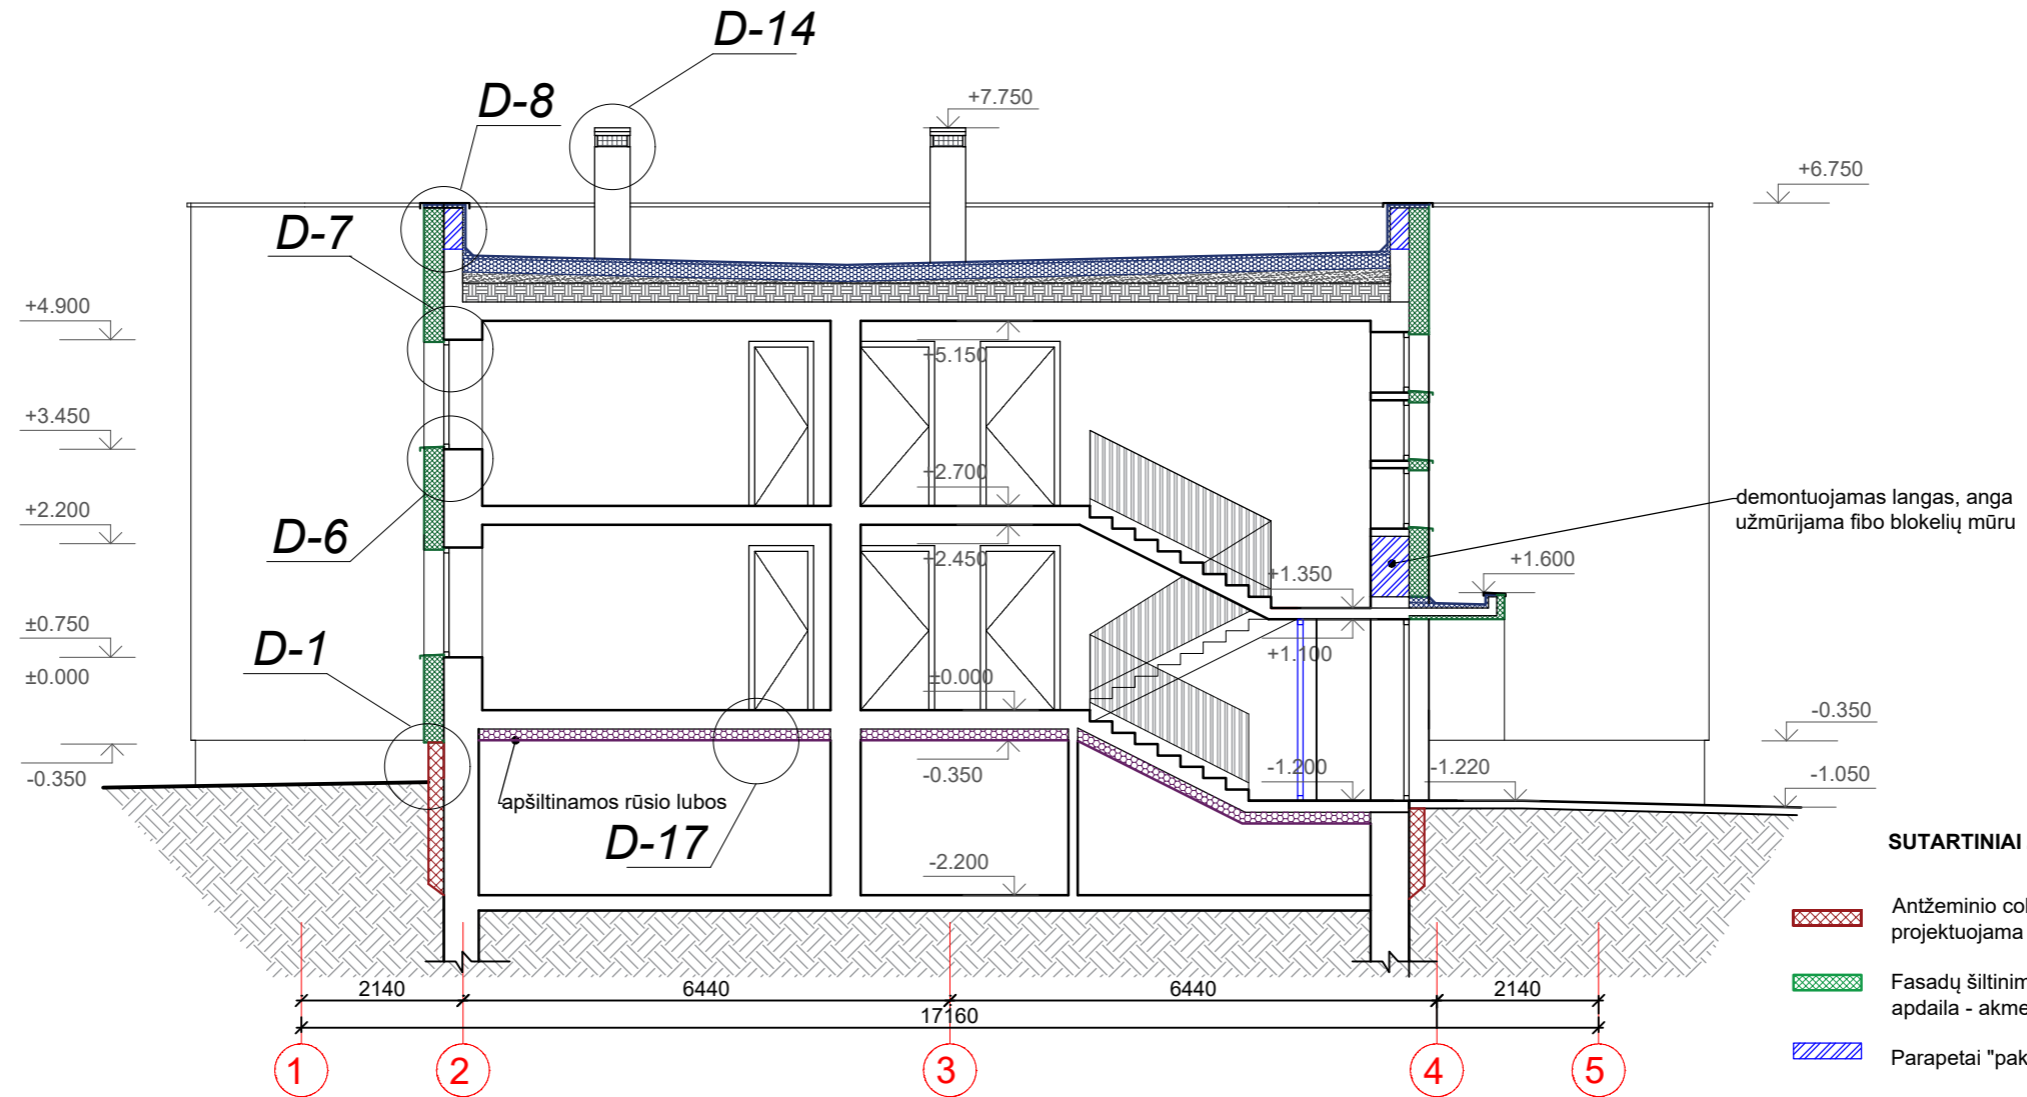 D-14
D-8
+7.750
+6.750
D-7
+4.900
+5.150
+3.450
+2.700
demontuojamas langas, anga
užmūrijama fibo blokelių mūru
+2.200
D-6
+2.450
+1.350
+1.600
±0.750
D-1
+1.100
±0.000
±0.000
-0.350
-0.350
-0.350
-1.200
-1.220
-1.050
apšiltinamos rūsio lubos
D-17
-2.200
SUTARTINIAI
Antžeminio col
projektuojama
Fasadų šiltinim
apdaila - akme
Parapetai "pak
2140
6440
6440
2140
17160
1
2
3
4
5